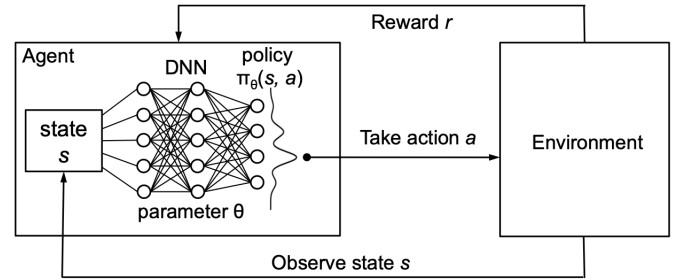 Reward r
Agent
policy
DNN
πθ(s, a)
state
s
Take action a
Environment
parameter θ
Observe state s